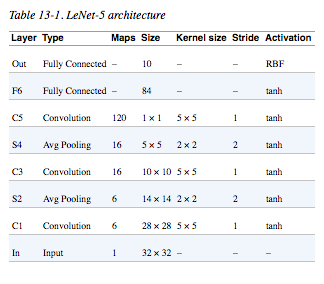 Table 13-1. LeNet-5 architecture
Layer Type Maps Size Kernel size Stride Activation
Out Fully Connected – 10 – – RBF
F6 Fully Connected – 84 – – tanh
C5 Convolution 120 1 × 1 5 × 5 1 tanh
S4 Avg Pooling 16 5 × 5 2 × 2 2 tanh
C3 Convolution 16 10 × 10 5 × 5 1 tanh
S2 Avg Pooling 6 14 × 14 2 × 2 2 tanh
C1 Convolution 6 28 × 28 5 × 5 1 tanh
In Input 1 32 × 32 – – –